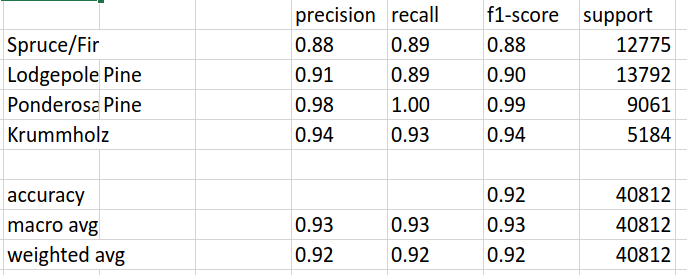 precision recall f1-score support
Spruce/Fir 0.88 0.89 0.88 12775
Lodgepole Pine 0.91 0.89 0.90 13792
Ponderosa Pine 0.98 1.00 0.99 9061
Krummholz 0.94 0.93 0.94 5184
accuracy 0.92 40812
macro avg 0.93 0.93 0.93 40812
weighted avg 0.92 0.92 0.92 40812